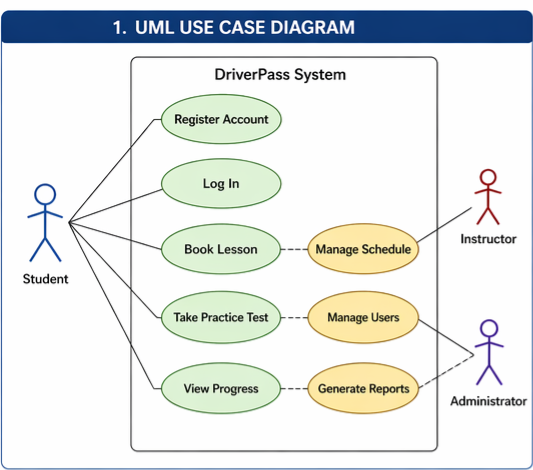 1. UML USE CASE DIAGRAM
DriverPass System
Register Account
Log In
Book Lesson
Manage Schedule
Instructor
Student
Take Practice Test
Manage Users
View Progress
Generate Reports
Administrator